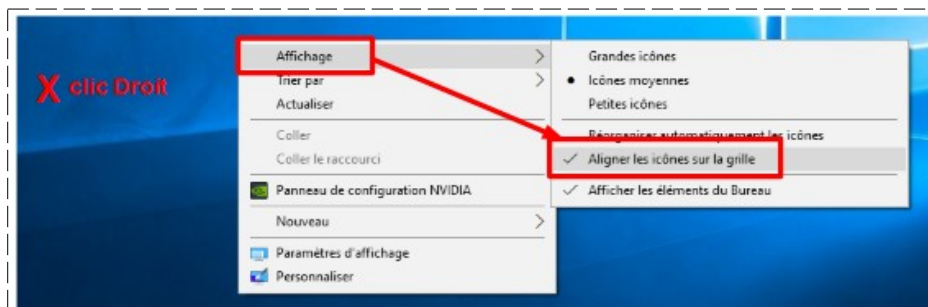 X clic Droit
Affichage
Trier par
Actualiser
Coller
Coller le raccourci
Panneau de configuration NVIDIA
Nouveau
Paramètres d'affichage
Personnaliser
Grandes icônes
Icônes moyennes
Petites icônes
Réorganiser automatiquement les icônes
Aligner les icônes sur la grille
Afficher les éléments du Bureau